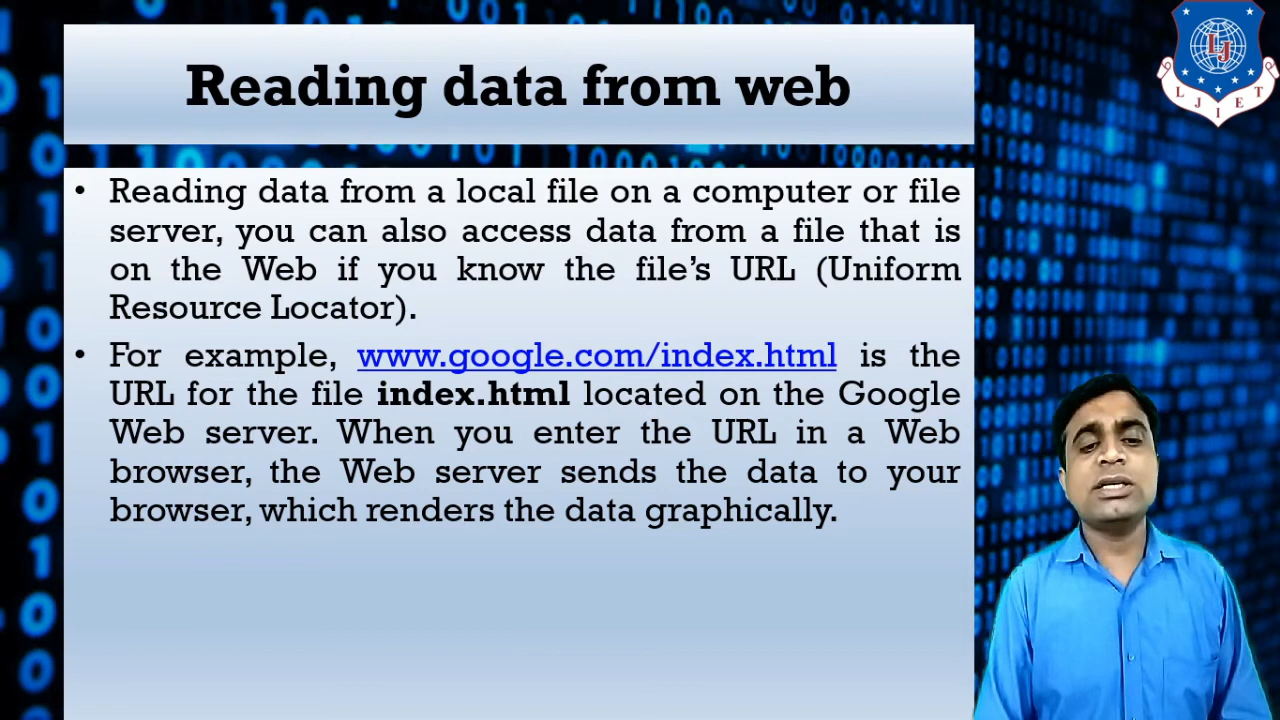 Reading data from web
• Reading data from a local file on a computer or file
server, you can also access data from a file that is
on the Web if you know the file’s URL (Uniform
Resource Locator).
• For example, www.google.com/index.html is the
URL for the file index.html located on the Google
Web server. When you enter the URL in a Web
browser, the Web server sends the data to your
browser, which renders the data graphically.
LJ
LJIET